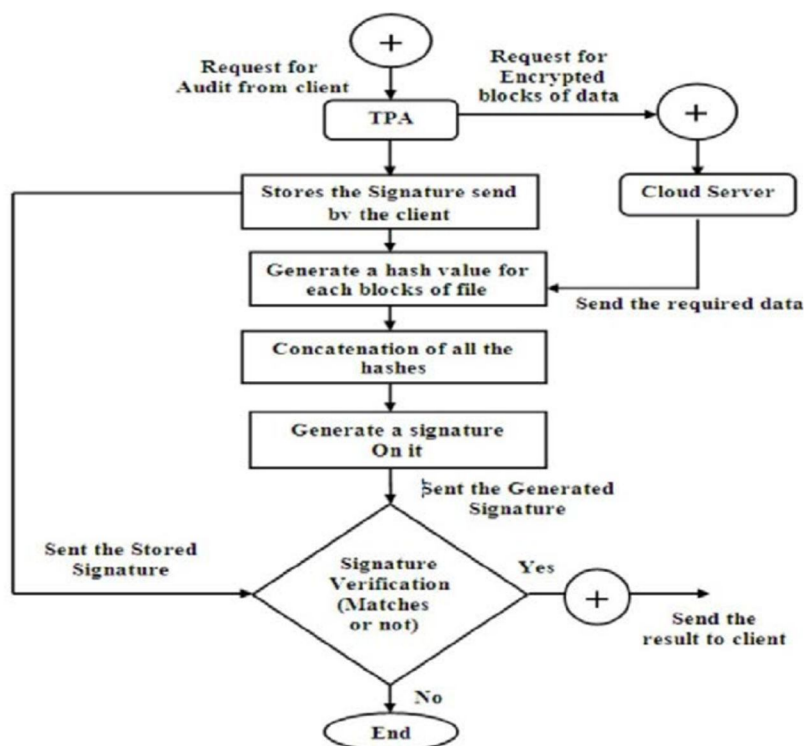 +
Request for
Audit from client
Request for
Encrypted
blocks of data
TPA
+
Stores the Signature send
by the client
Cloud Server
Generate a hash value for
each blocks of file
Send the required data
Concatenation of all the
hashes
Generate a signature
On it
Sent the Generated
Signature
Sent the Stored
Signature
Signature
Verification
(Matches
or not)
Yes
+
Send the
result to client
No
End